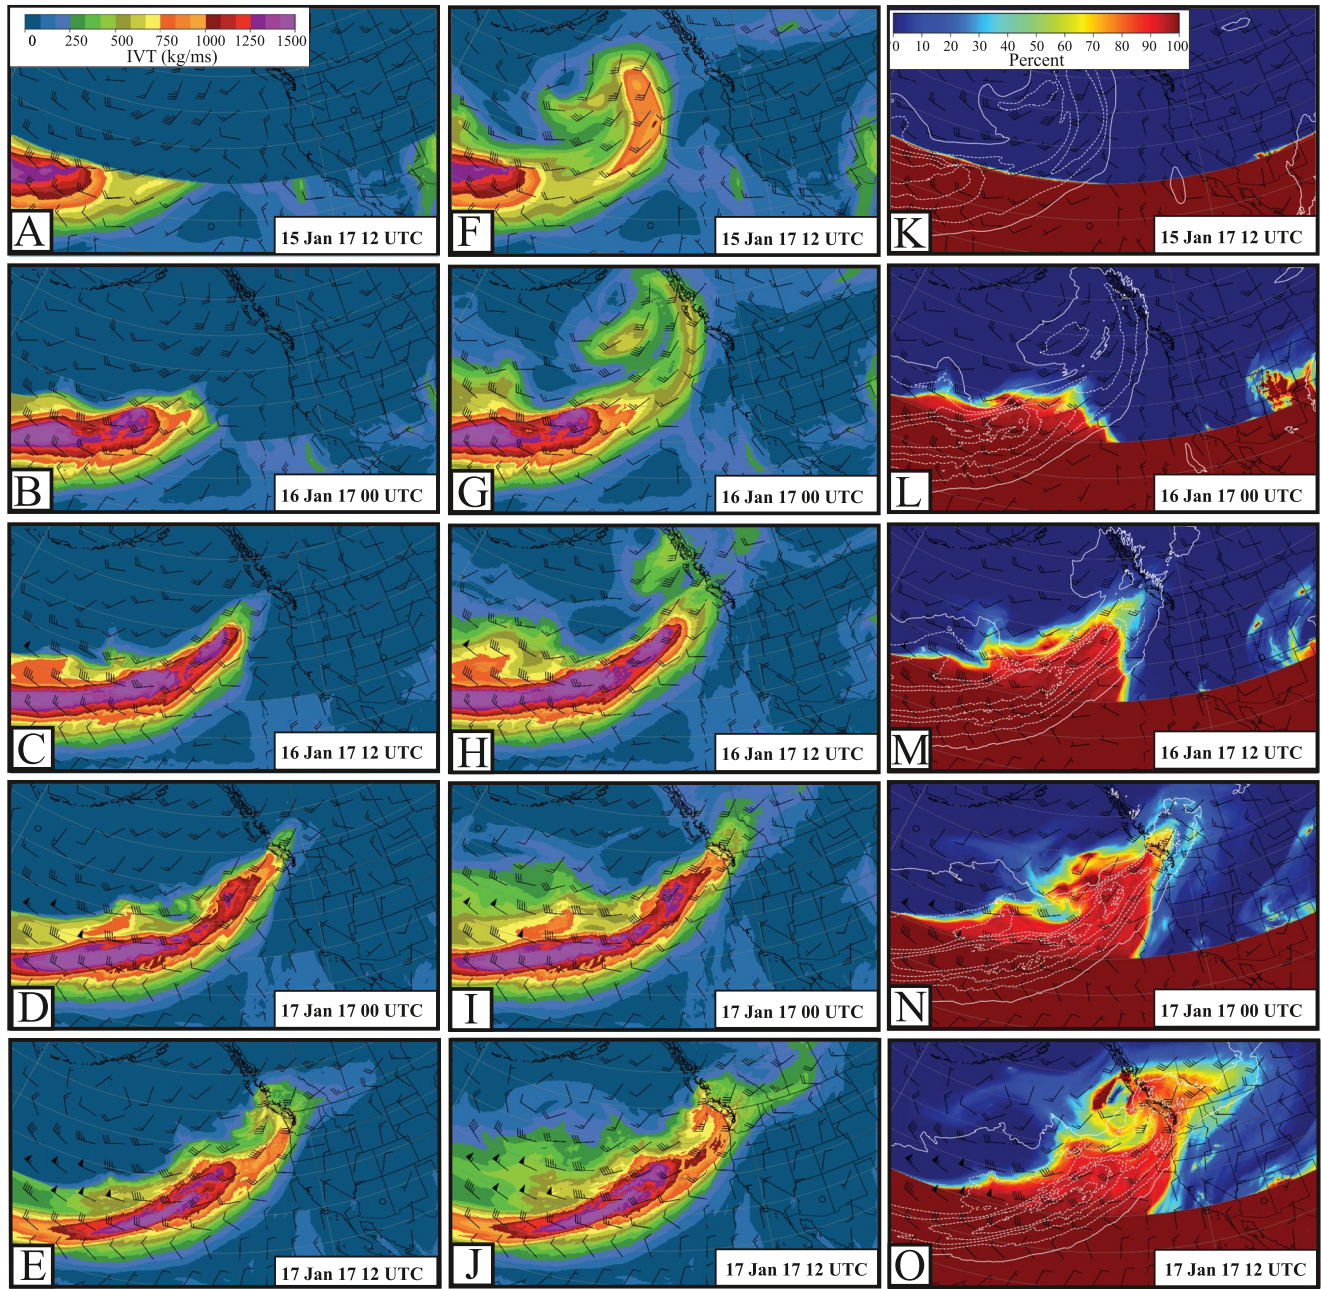 0 250 500 750 1000 1250 1500
IVT (kg/ms)
A
15 Jan 17 12 UTC
F
15 Jan 17 12 UTC
0 10 20 30 40 50 60 70 80 90 100
Percent
K
15 Jan 17 12 UTC
B
16 Jan 17 00 UTC
G
16 Jan 17 00 UTC
L
16 Jan 17 00 UTC
C
16 Jan 17 12 UTC
H
16 Jan 17 12 UTC
M
16 Jan 17 12 UTC
D
17 Jan 17 00 UTC
I
17 Jan 17 00 UTC
N
17 Jan 17 00 UTC
E
17 Jan 17 12 UTC
J
17 Jan 17 12 UTC
O
17 Jan 17 12 UTC